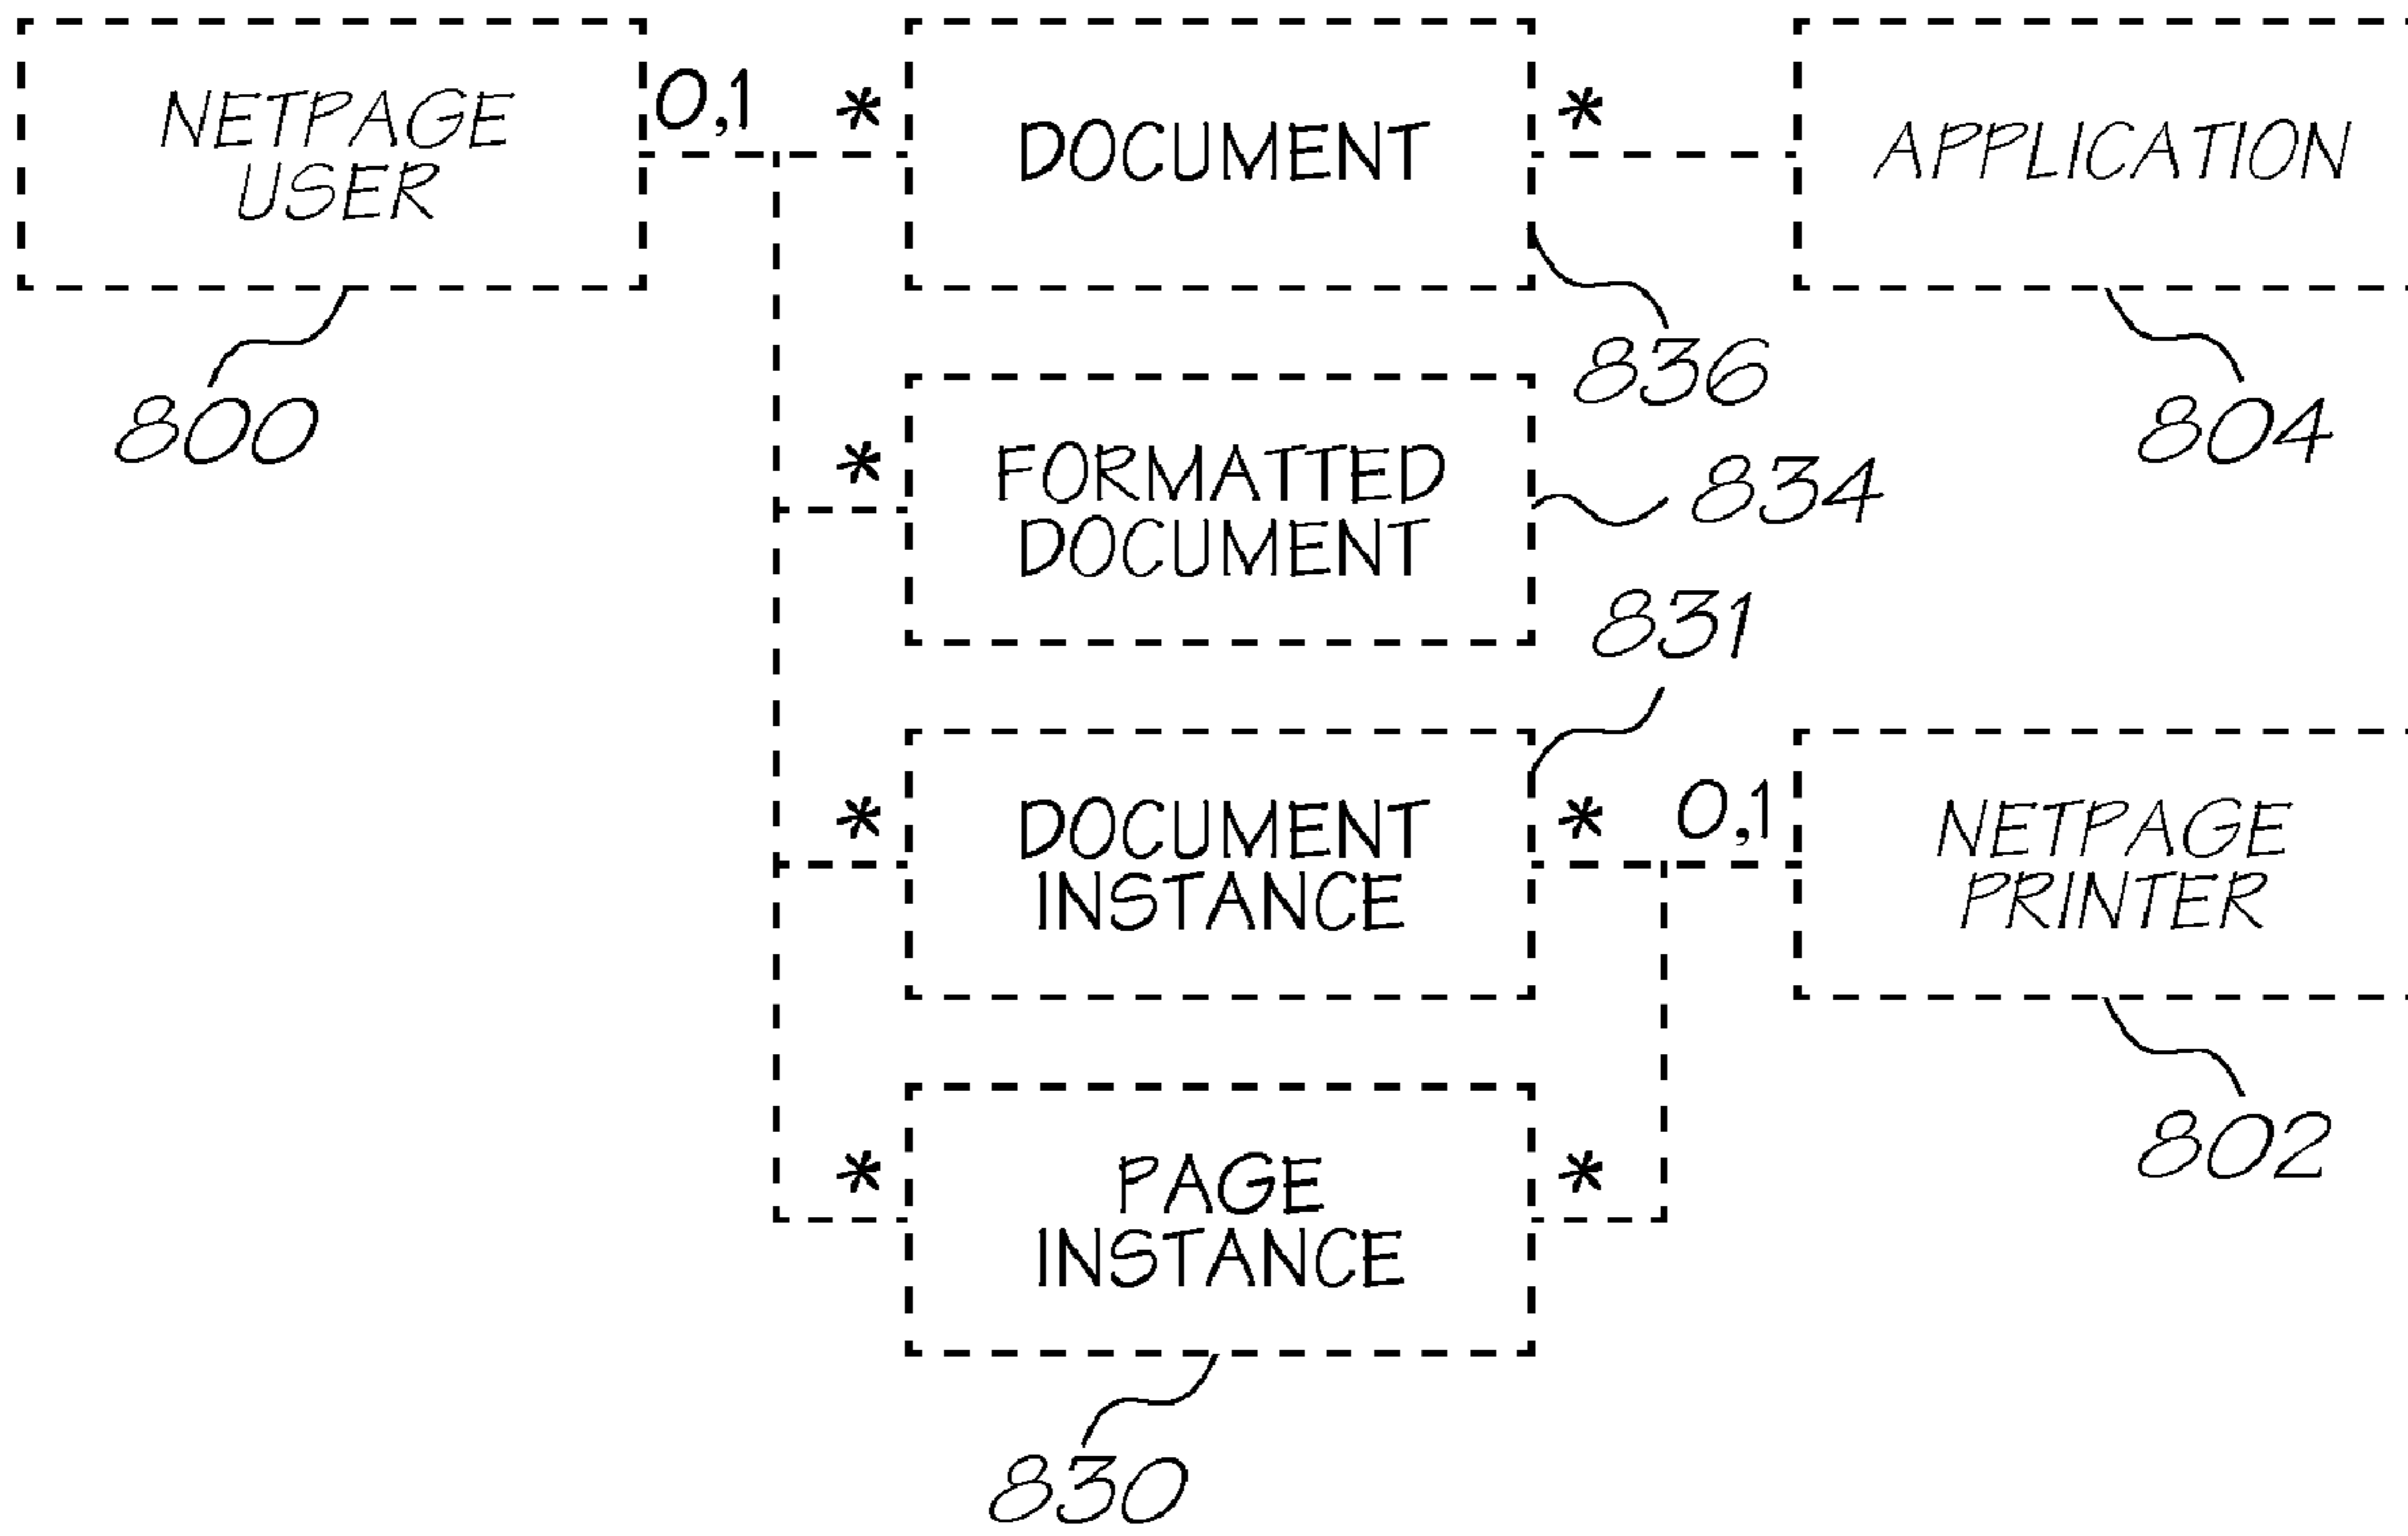 NETPAGE
USER
0,1
*
DOCUMENT
*
APPLICATION
800
836
804
*
FORMATTED
DOCUMENT
834
831
*
DOCUMENT
INSTANCE
*
0,1
NETPAGE
PRINTER
802
*
PAGE
INSTANCE
*
830